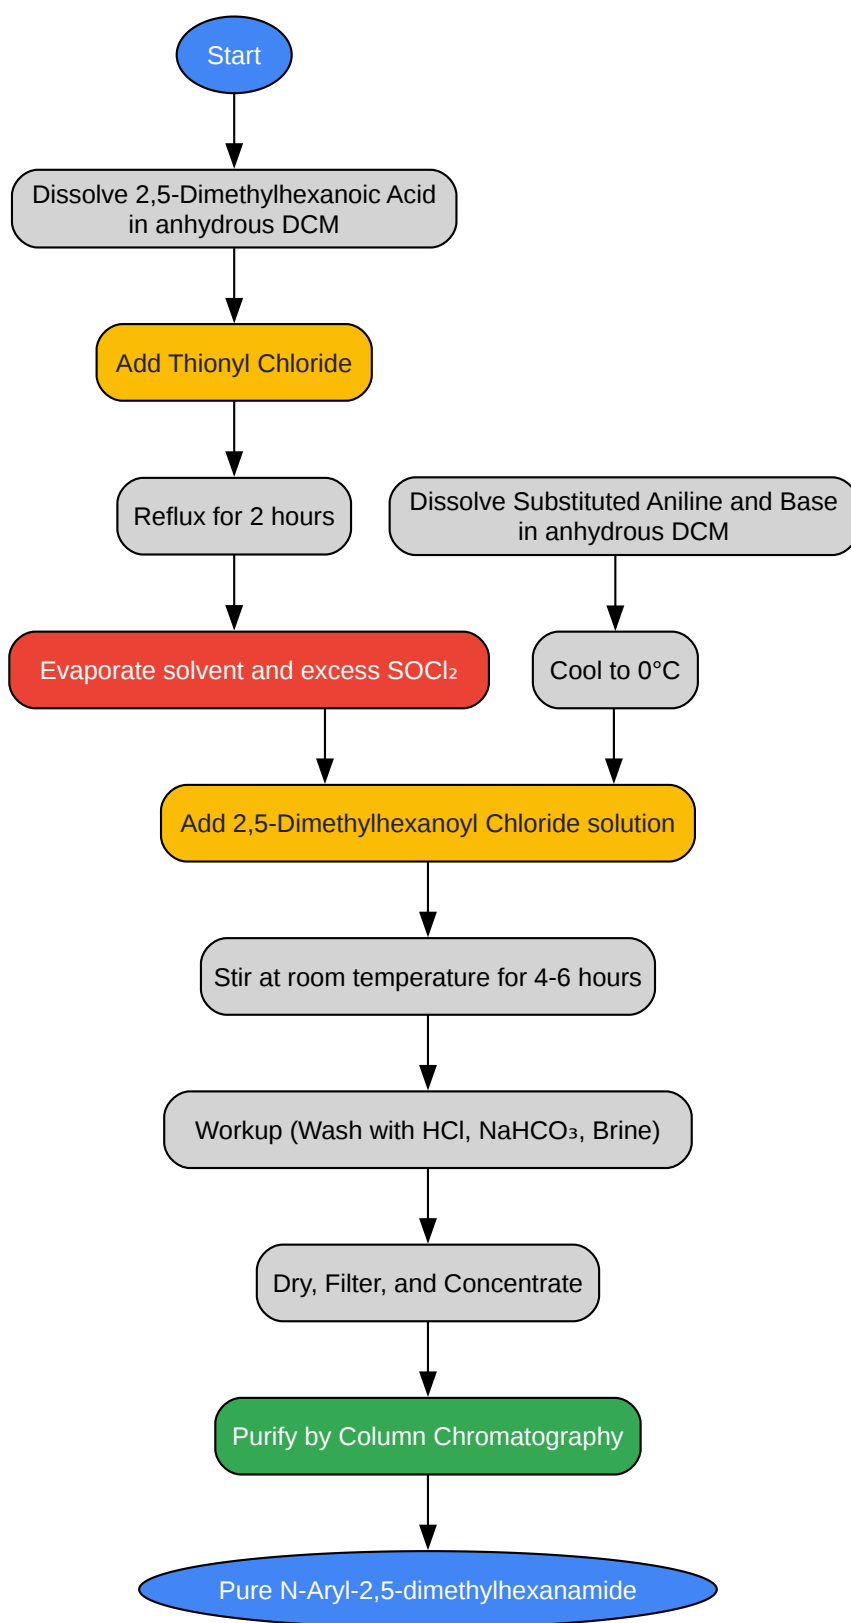 Start
Dissolve 2,5-Dimethylhexanoic Acid
in anhydrous DCM
Add Thionyl Chloride
Reflux for 2 hours
Dissolve Substituted Aniline and Base
in anhydrous DCM
Evaporate solvent and excess SOCl₂
Cool to 0°C
Add 2,5-Dimethylhexanoyl Chloride solution
Stir at room temperature for 4-6 hours
Workup (Wash with HCl, NaHCO₃, Brine)
Dry, Filter, and Concentrate
Purify by Column Chromatography
Pure N-Aryl-2,5-dimethylhexanamide